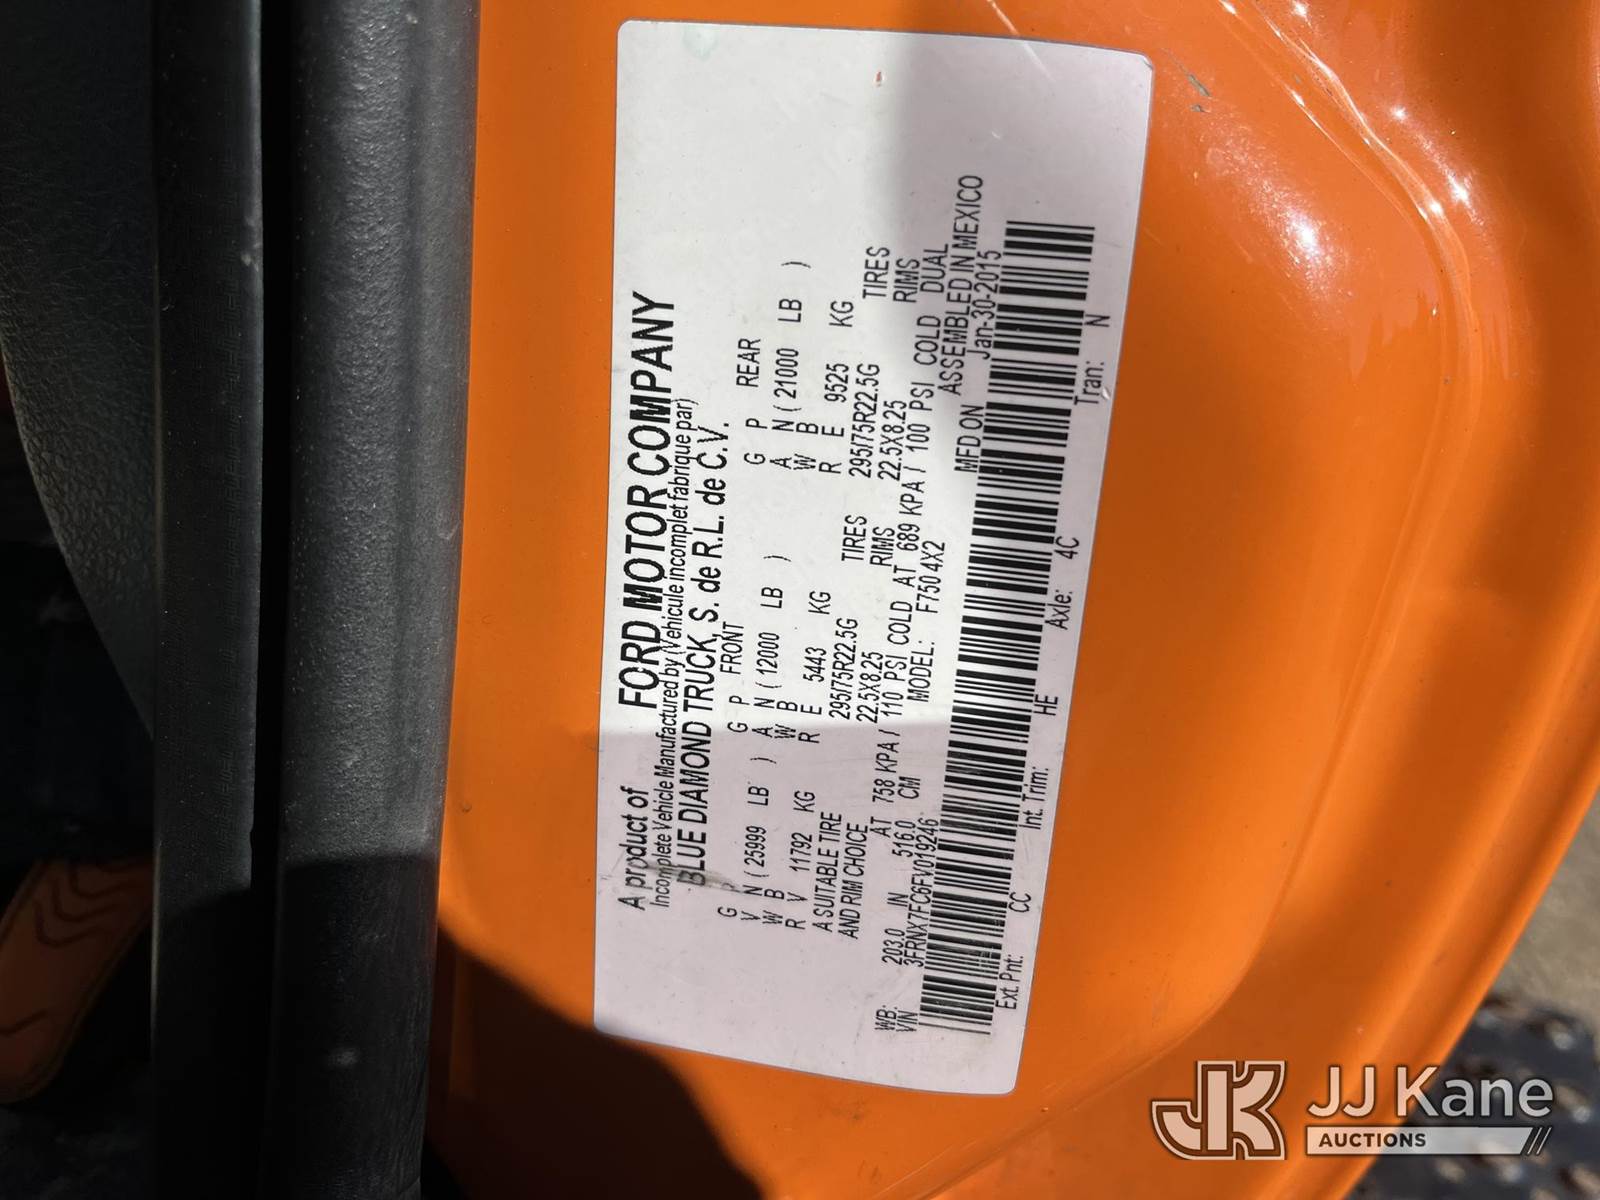 A product of FORD MOTOR COMPANY
Incomplete Vehicle Manufactured by (Vehicule incomplet fabrique par)
BLUE DIAMOND TRUCK, S. de R.L. de C.V.
G P G P FRONT G P REAR
V N ( 25999 LB ) A N ( 12000 LB ) A N ( 21000 LB )
W B W B W B
R V 11792 KG R E 5443 KG R E 9525 KG
A SUITABLE TIRE 295/75R22.5G TIRES 295/75R22.5G TIRES
AND RIM CHOICE 22.5X8.25 RIMS 22.5X8.25 RIMS
AT 758 KPA / 110 PSI COLD AT 689 KPA / 100 PSI COLD DUAL
WB: 203.0 IN 516.0 CM MODEL: F750 4X2 ASSEMBLED IN MEXICO
VIN 3FRNX7FC6FV019246 MFD ON Jan-30-2015
Ext. Pnt: CC Int. Trim: HE Axle: 4C Tran: N
JK JJ Kane
AUCTIONS